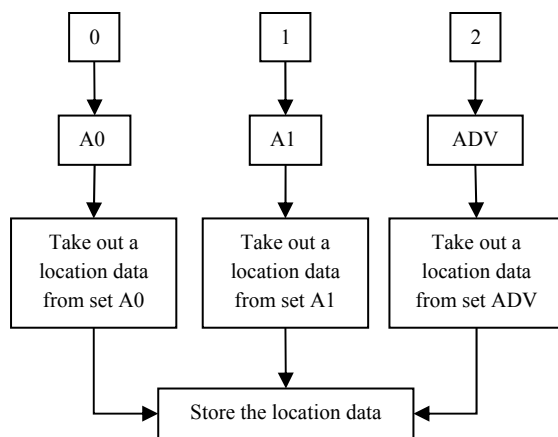 0
1
2
A0
A1
ADV
Take out a
location data
from set A0
Take out a
location data
from set A1
Take out a
location data
from set ADV
Store the location data